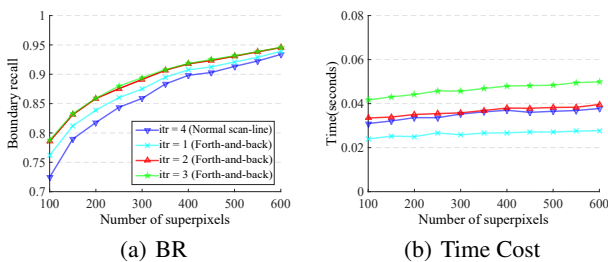 1
0.95
0.9
0.85
0.8
0.75
0.7
Boundary recall
itr = 4 (Normal scan-line)
itr = 1 (Forth-and-back)
itr = 2 (Forth-and-back)
itr = 3 (Forth-and-back)
100 200 300 400 500 600
Number of superpixels
(a) BR
0.08
0.06
0.04
0.02
0
Time(seconds)
100 200 300 400 500 600
Number of superpixels
(b) Time Cost